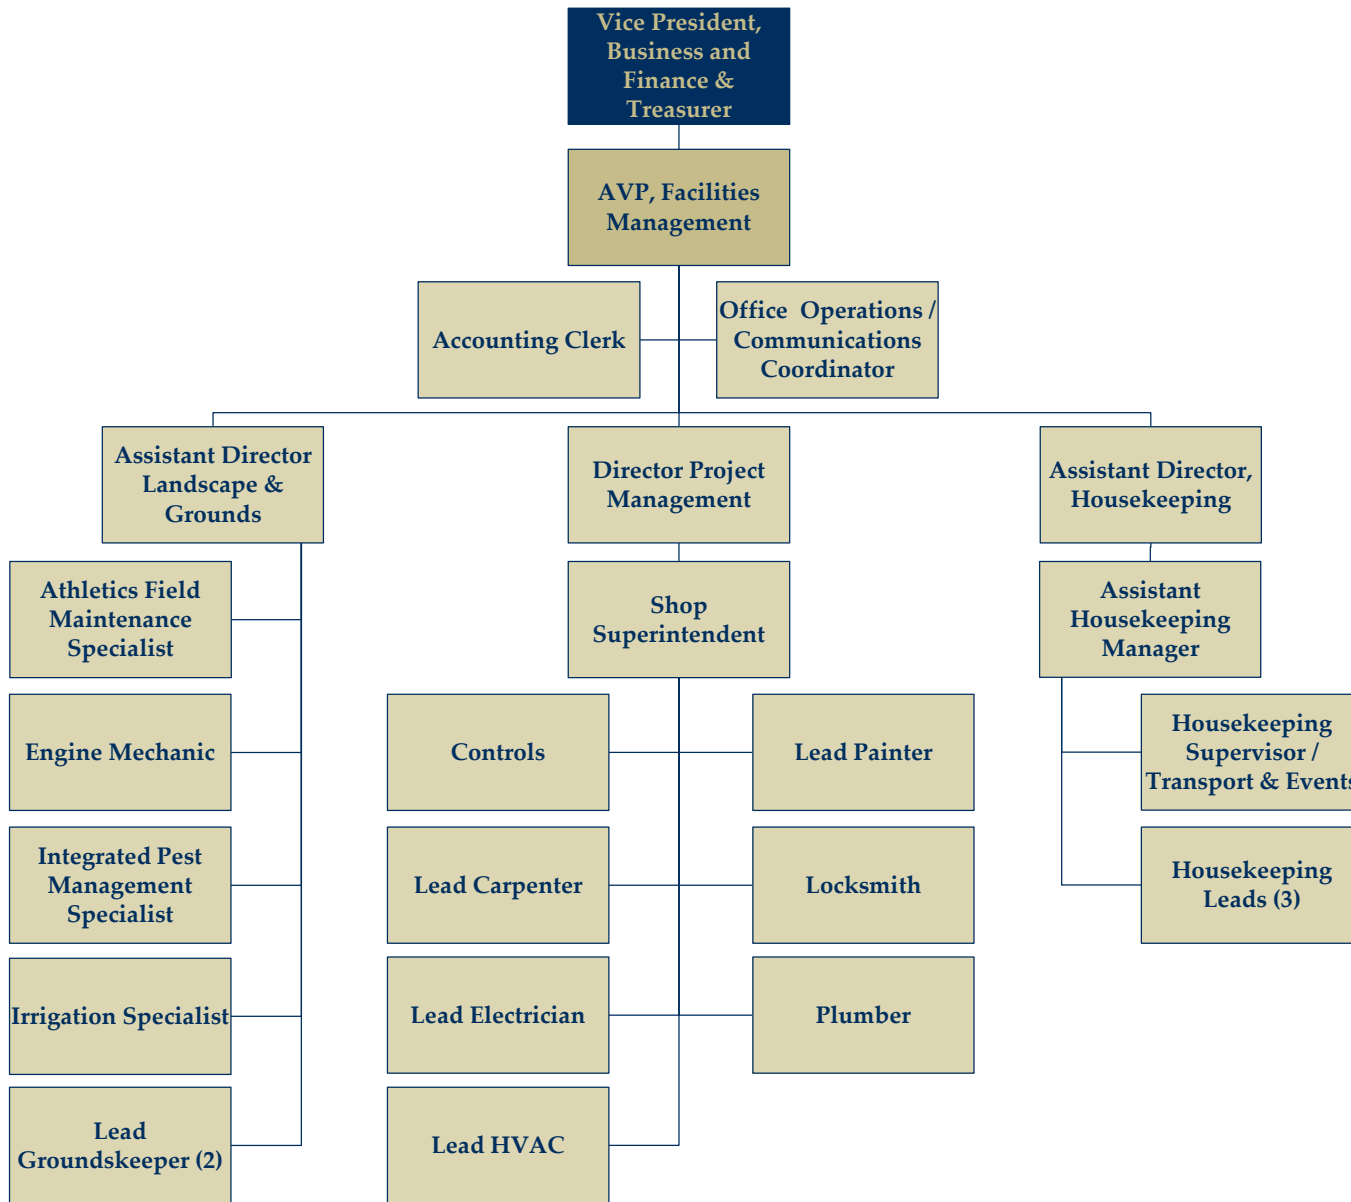 Vice President,
Business and
Finance &
Treasurer
AVP, Facilities
Management
Accounting Clerk
Office  Operations /
Communications
Coordinator
Assistant Director
Landscape &
Grounds
Director Project
Management
Assistant Director,
Housekeeping
Athletics Field
Maintenance
Specialist
Shop
Superintendent
Assistant
Housekeeping
Manager
Engine Mechanic
Controls
Lead Painter
Housekeeping
Supervisor /
Transport & Events
Integrated Pest
Management
Specialist
Lead Carpenter
Locksmith
Housekeeping
Leads (3)
Irrigation Specialist
Lead Electrician
Plumber
Lead
Groundskeeper (2)
Lead HVAC